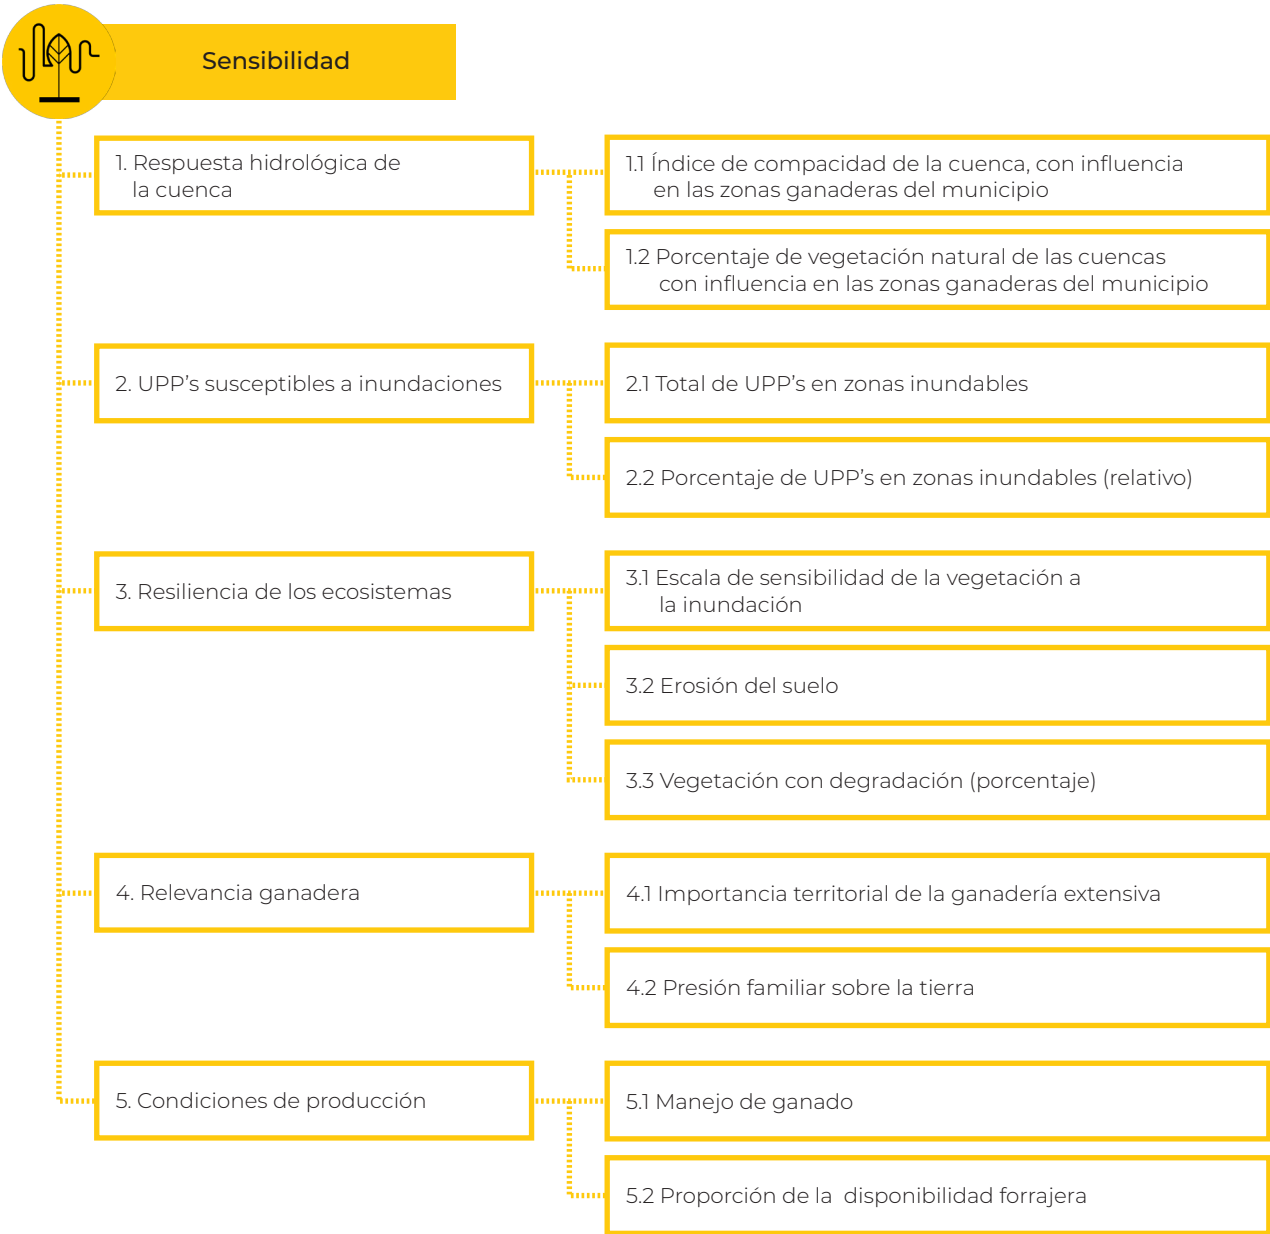 Sensibilidad
1. Respuesta hidrológica de
la cuenca
1.1 Índice de compacidad de la cuenca, con influencia
en las zonas ganaderas del municipio
1.2 Porcentaje de vegetación natural de las cuencas
con influencia en las zonas ganaderas del municipio
2. UPP’s susceptibles a inundaciones
2.1 Total de UPP’s en zonas inundables
2.2 Porcentaje de UPP’s en zonas inundables (relativo)
3. Resiliencia de los ecosistemas
3.1 Escala de sensibilidad de la vegetación a
la inundación
3.2 Erosión del suelo
3.3 Vegetación con degradación (porcentaje)
4. Relevancia ganadera
4.1 Importancia territorial de la ganadería extensiva
4.2 Presión familiar sobre la tierra
5. Condiciones de producción
5.1 Manejo de ganado
5.2 Proporción de la disponibilidad forrajera